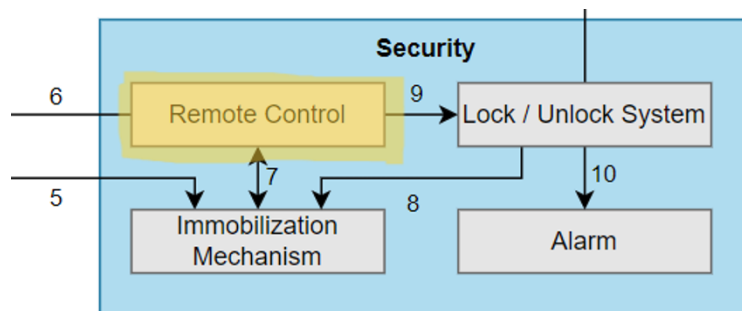 Security
6
Remote Control
9
Lock / Unlock System
5
7
8
10
Immobilization
Mechanism
Alarm